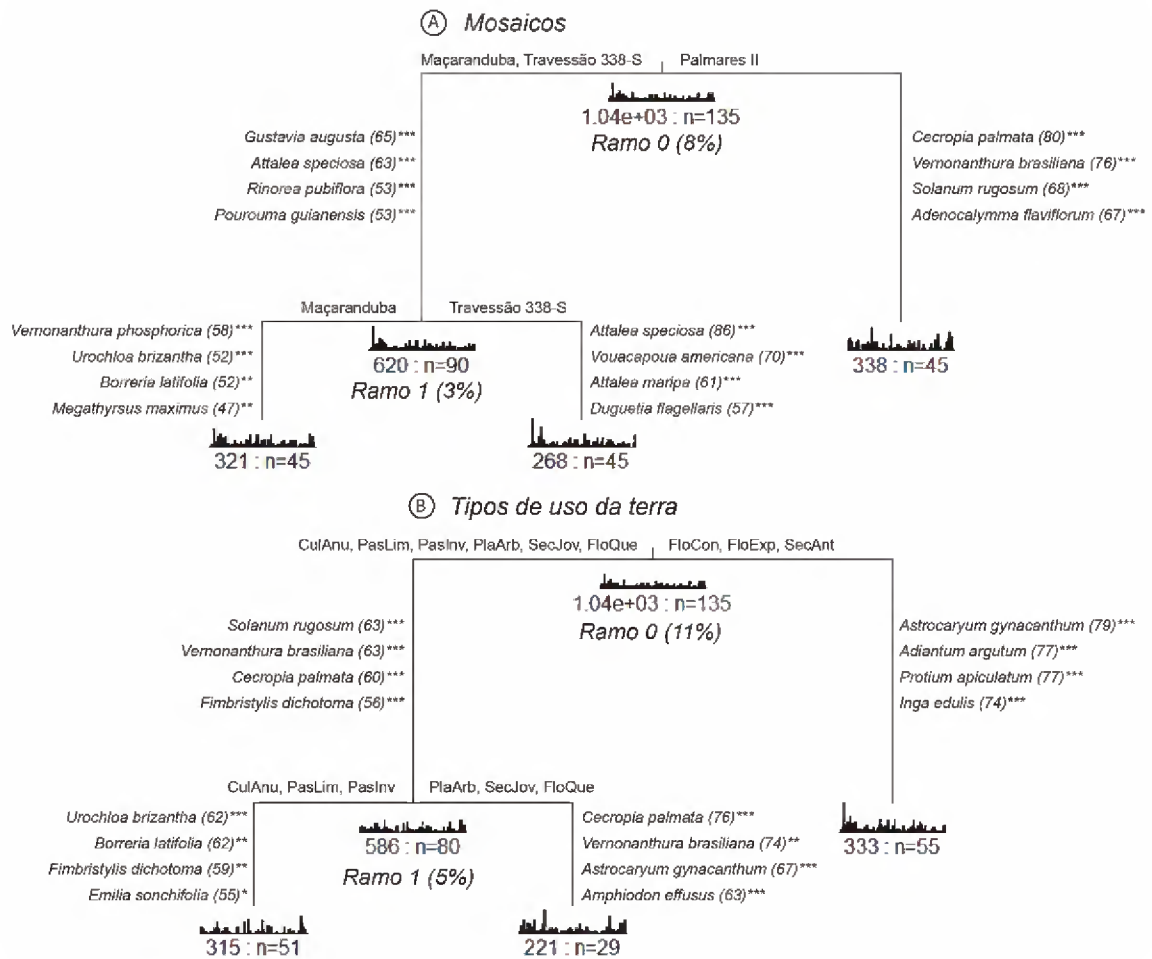 A Mosaicos
Maçaranduba, Travessão 338-S
Palmares II
1.04e+03 : n=135
Ramo 0 (8%)
Gustavia augusta (65)***
Attalea speciosa (63)***
Rinorea pubiflora (53)***
Pourouma guianensis (53)***
Cecropia palmata (80)***
Vernonanthura brasiliana (76)***
Solanum rugosum (68)***
Adenocalymma flaviflorum (67)***
Maçaranduba
Travessão 338-S
Vernonanthura phosphorica (58)***
Urochloa brizantha (52)***
Borreria latifolia (52)**
Megathyrsus maximus (47)**
620 : n=90
Ramo 1 (3%)
Attalea speciosa (86)***
Vouacapoua americana (70)***
Attalea maripa (61)***
Duguetia flagellaris (57)***
338 : n=45
321 : n=45
268 : n=45
B Tipos de uso da terra
CulAnu, PasLim, PasInv, PlaArb, SecJov, FloQue
FloCon, FloExp, SecAnt
1.04e+03 : n=135
Ramo 0 (11%)
Solanum rugosum (63)***
Vernonanthura brasiliana (63)***
Cecropia palmata (60)***
Fimbristylis dichotoma (56)***
Astrocaryum gynacanthum (79)***
Adiantum argutum (77)***
Protium apiculatum (77)***
Inga edulis (74)***
CulAnu, PasLim, PasInv
PlaArb, SecJov, FloQue
Urochloa brizantha (62)***
Borreria latifolia (62)**
Fimbristylis dichotoma (59)**
Emilia sonchifolia (55)*
586 : n=80
Ramo 1 (5%)
Cecropia palmata (76)***
Vernonanthura brasiliana (74)**
Astrocaryum gynacanthum (67)***
Amphiodon effusus (63)***
333 : n=55
315 : n=51
221 : n=29